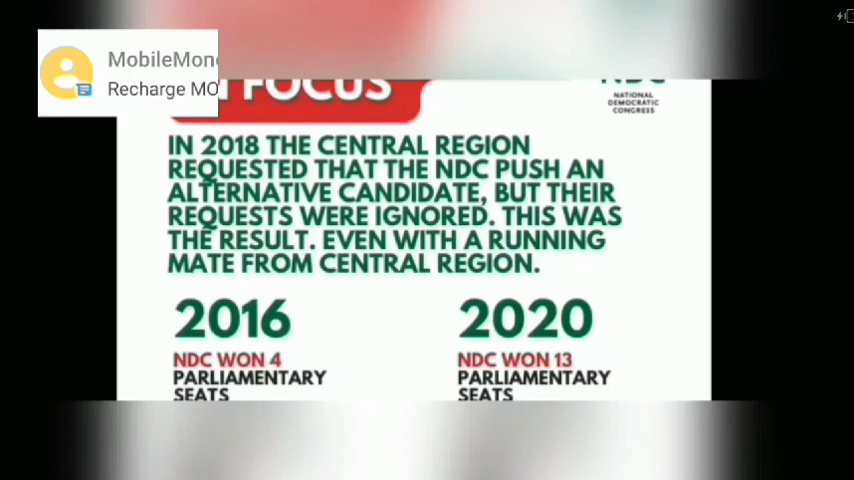 MobileMon
Recharge MO
FOCUS
NDC
NATIONAL
DEMOCRATIC
CONGRESS
IN 2018 THE CENTRAL REGION
REQUESTED THAT THE NDC PUSH AN
ALTERNATIVE CANDIDATE, BUT THEIR
REQUESTS WERE IGNORED. THIS WAS
THE RESULT. EVEN WITH A RUNNING
MATE FROM CENTRAL REGION.
2016
2020
NDC WON 4
PARLIAMENTARY
SEATS
NDC WON 13
PARLIAMENTARY
SEATS